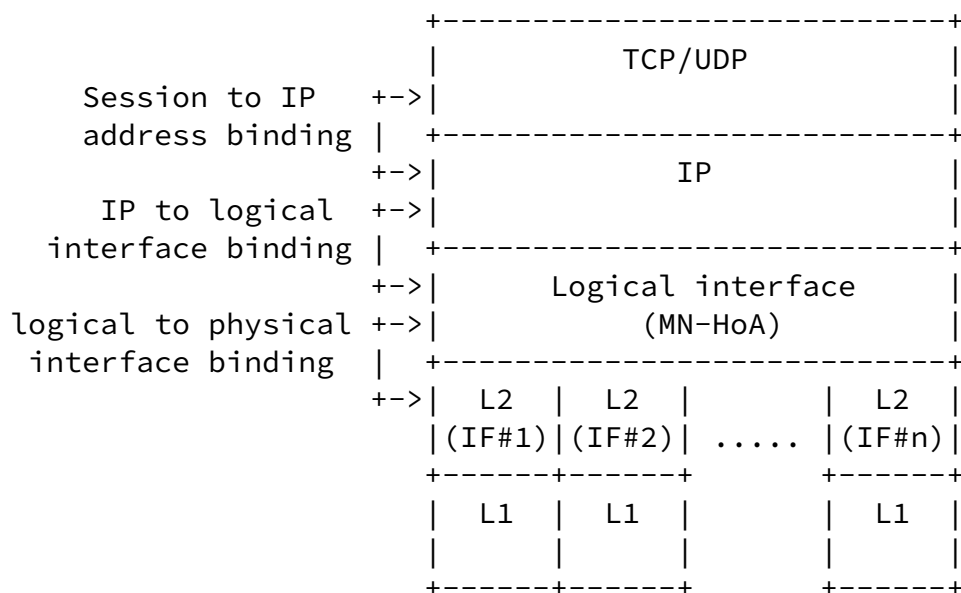 +----------------------------+
                       |          TCP/UDP           |
    Session to IP   +->|                            |
    address binding |  +----------------------------+
                    +->|             IP             |
     IP to logical  +->|                            |
  interface binding |  +----------------------------+
                    +->|      Logical interface     |
logical to physical +->|           (MN-HoA)         |
 interface binding  |  +----------------------------+
                    +->|  L2  |  L2  |       |  L2  |
                       |(IF#1)|(IF#2)| ..... |(IF#n)|
                       +------+------+       +------+
                       |  L1  |  L1  |       |  L1  |
                       |      |      |       |      |
                       +------+------+       +------+